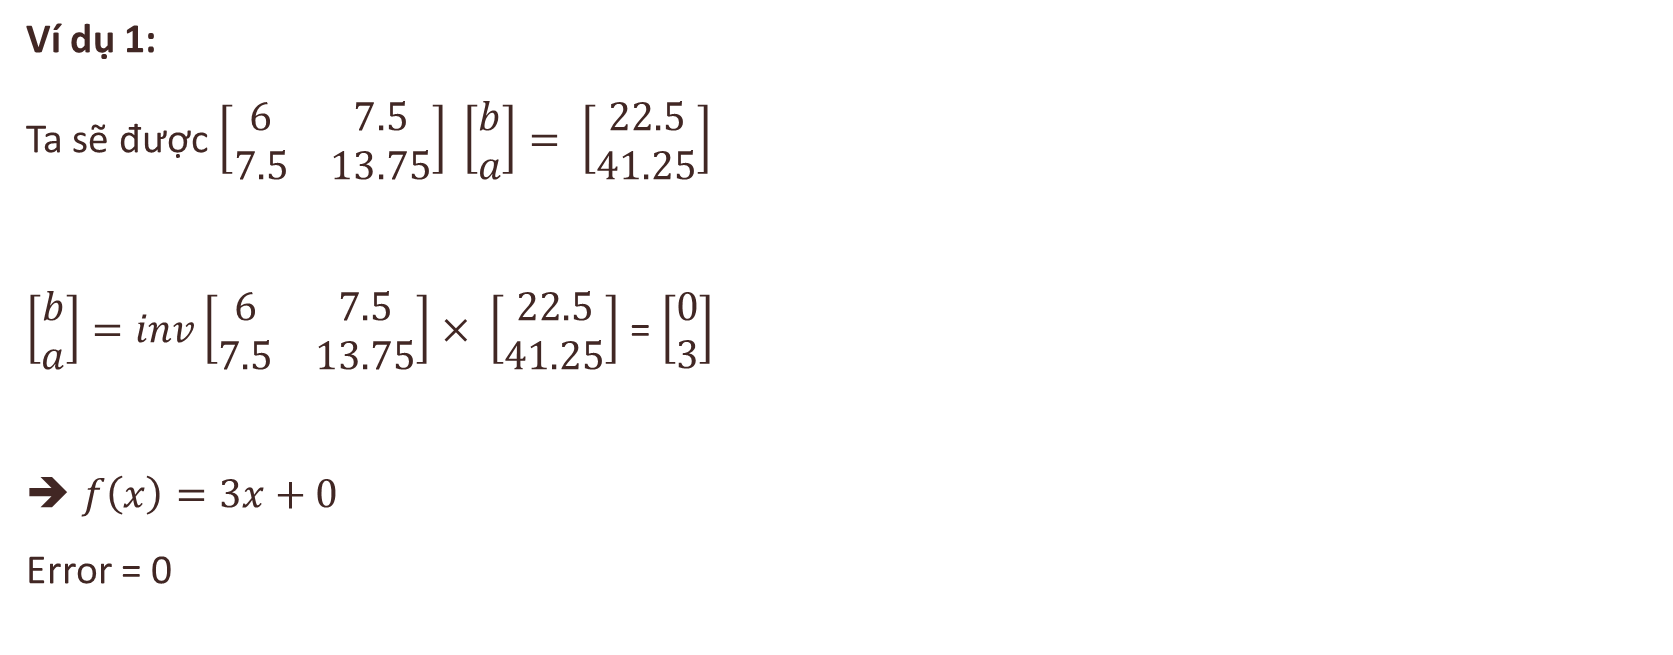 Ví dụ 1:
Ta sẽ được [6 7.5; 7.5 13.75] [b; a] = [22.5; 41.25]
[b; a] = inv [6 7.5; 7.5 13.75] × [22.5; 41.25] = [0; 3]
➔ f(x) = 3x + 0
Error = 0